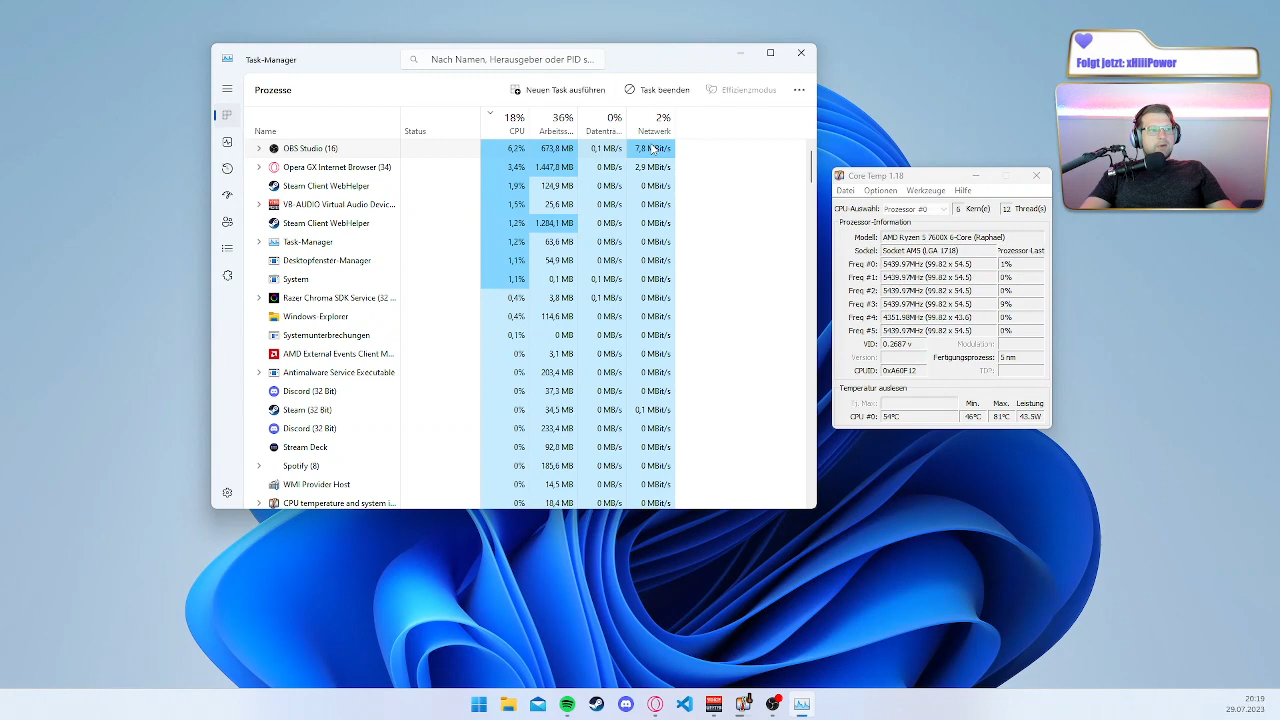 Task-Manager
Nach Namen, Herausgeber oder PID s...
Prozesse
Neuen Task ausführen
Task beenden
Effizienzmodus
18% 36% 0% 2%
Name Status CPU Arbeitss... Datenträ... Netzwerk
OBS Studio (16) 6,2% 673,8 MB 0,1 MB/s 7,8 MBit/s
Opera GX Internet Browser (34) 3,4% 1.447,8 MB 0 MB/s 2,9 MBit/s
Steam Client WebHelper 1,9% 124,9 MB 0 MB/s 0 MBit/s
VB-AUDIO Virtual Audio Devic... 1,5% 25,6 MB 0 MB/s 0 MBit/s
Steam Client WebHelper 1,2% 1.280,1 MB 0 MB/s 0 MBit/s
Task-Manager 1,2% 63,6 MB 0 MB/s 0 MBit/s
Desktopfenster-Manager 1,1% 54,9 MB 0 MB/s 0 MBit/s
System 1,1% 0,1 MB 0,1 MB/s 0 MBit/s
Razer Chroma SDK Service (32 ... 0,4% 3,8 MB 0,1 MB/s 0 MBit/s
Windows-Explorer 0,4% 114,6 MB 0 MB/s 0 MBit/s
Systemunterbrechungen 0,1% 0 MB 0 MB/s 0 MBit/s
AMD External Events Client M... 0% 3,1 MB 0 MB/s 0 MBit/s
Antimalware Service Executable 0% 203,4 MB 0 MB/s 0 MBit/s
Discord (32 Bit) 0% 37,3 MB 0 MB/s 0 MBit/s
Steam (32 Bit) 0% 34,5 MB 0 MB/s 0,1 MBit/s
Discord (32 Bit) 0% 233,4 MB 0 MB/s 0 MBit/s
Stream Deck 0% 92,8 MB 0 MB/s 0 MBit/s
Spotify (8) 0% 185,6 MB 0 MB/s 0 MBit/s
WMI Provider Host 0% 14,5 MB 0 MB/s 0 MBit/s
CPU temperature and system i... 0% 18,4 MB 0 MB/s 0 MBit/s
Core Temp 1.18
Datei Optionen Werkzeuge Hilfe
CPU-Auswahl: Prozessor #0 6 Kern(e) 12 Thread(s)
Prozessor-Information
Modell: AMD Ryzen 5 7600X 6-Core (Raphael)
Sockel: Socket AM5 (LGA 1718) Prozessor-Last
Freq #0: 5439.97MHz (99.82 x 54.5) 1%
Freq #1: 5439.97MHz (99.82 x 54.5) 0%
Freq #2: 5439.97MHz (99.82 x 54.5) 0%
Freq #3: 5439.97MHz (99.82 x 54.5) 9%
Freq #4: 4351.98MHz (99.82 x 43.6) 0%
Freq #5: 5439.97MHz (99.82 x 54.5) 0%
VID: 0.2687 v Modulation:
Version: Fertigungsprozess: 5 nm
CPUID: 0xA60F12 TDP:
Temperatur auslesen
Tj. Max: Min. Max. Leistung
CPU #0: 54°C 46°C 81°C 43.5W
Folgt jetzt: xHiiiPower
20:19
29.07.2023